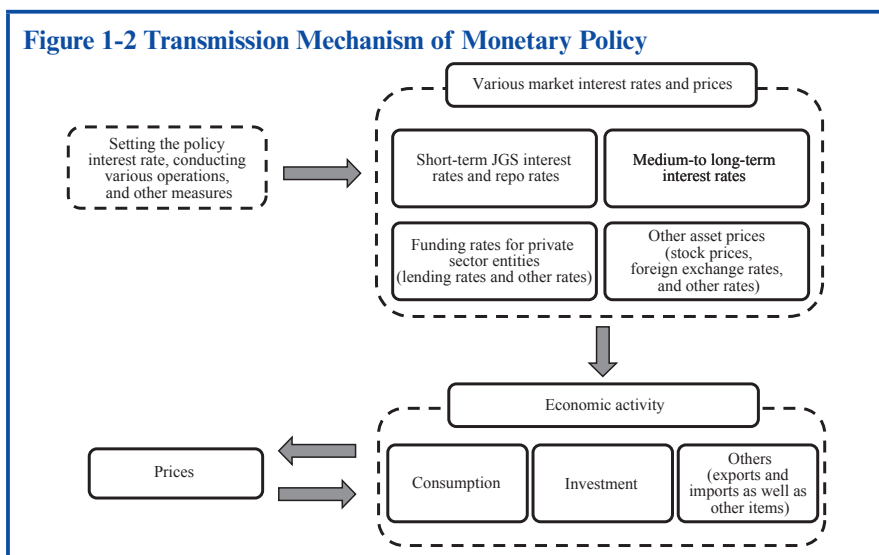 Figure 1-2 Transmission Mechanism of Monetary Policy
Various market interest rates and prices
Setting the policy
interest rate, conducting
various operations,
and other measures
Short-term JGS interest
rates and repo rates
Medium-to long-term
interest rates
Funding rates for private
sector entities
(lending rates and other rates)
Other asset prices
(stock prices,
foreign exchange rates,
and other rates)
Economic activity
Prices
Consumption
Investment
Others
(exports and
imports as well as
other items)